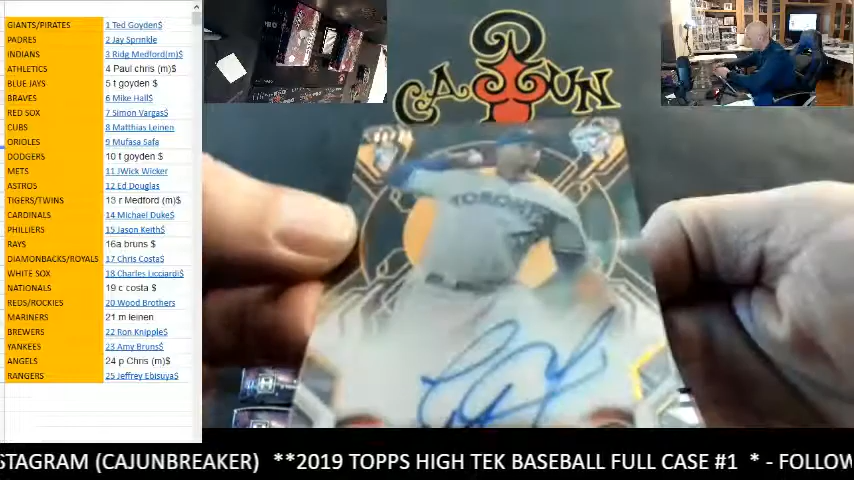 GIANTS/PIRATES 1 Ted Goyden$
PADRES 2 Jay Sprinkle
INDIANS 3 Ridg Medford(m)$
ATHLETICS 4 Paul chris (m)$
BLUE JAYS 5 t goyden $
BRAVES 6 Mike Hall$
RED SOX 7 Simon Vargas$
CUBS 8 Matthias Leinen
ORIOLES 9 Mufasa Safa
DODGERS 10 t goyden $
METS 11 JWick Wicker
ASTROS 12 Ed Douglas
TIGERS/TWINS 13 r Medford (m)$
CARDINALS 14 Michael Duke$
PHILLIERS 15 Jason Keith$
RAYS 16a bruns $
DIAMONBACKS/ROYALS 17 Chris Costa$
WHITE SOX 18 Charles Licciardi$
NATIONALS 19 c costa$
REDS/ROCKIES 20 Wood Brothers
MARINERS 21 m leinen
BREWERS 22 Ron Knipple$
YANKEES 23 Amy Bruns$
ANGELS 24 p Chris (m)$
RANGERS 25 Jeffrey Ebisuya$
CAJUN
TORONTO
STAGRAM (CAJUNBREAKER) **2019 TOPPS HIGH TEK BASEBALL FULL CASE #1 * - FOLLOW